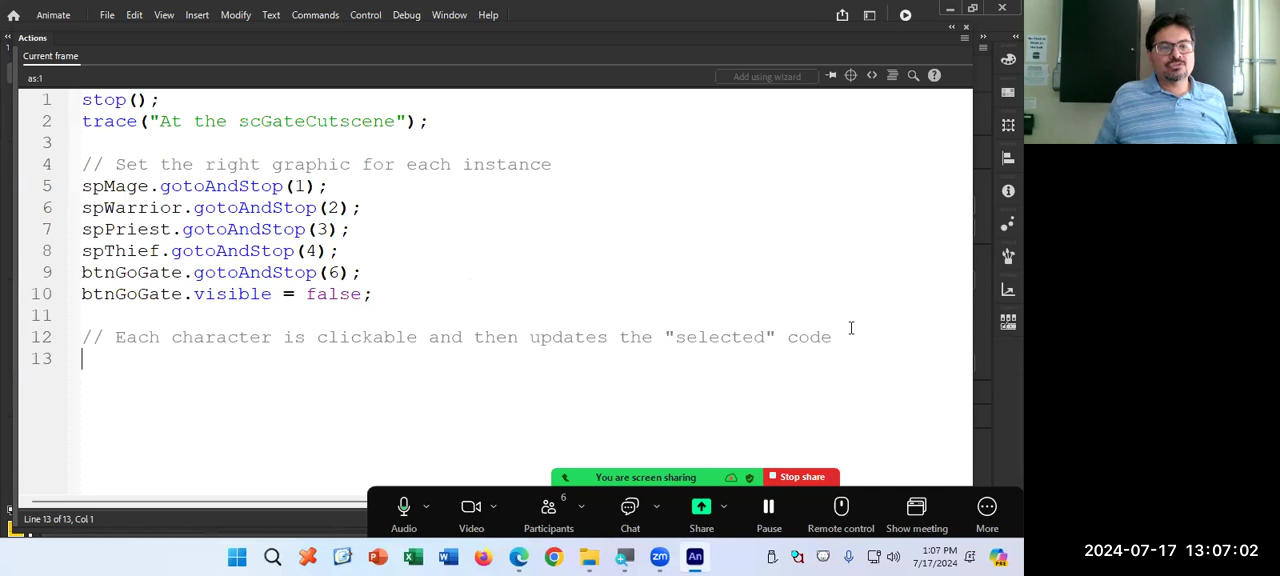 Animate File Edit View Insert Modify Text Commands Control Debug Window Help
Actions
Current frame
as:1 Add using wizard
1 stop();
2 trace("At the scGateCutscene");
3
4 // Set the right graphic for each instance
5 spMage.gotoAndStop(1);
6 spWarrior.gotoAndStop(2);
7 spPriest.gotoAndStop(3);
8 spThief.gotoAndStop(4);
9 btnGoGate.gotoAndStop(6);
10 btnGoGate.visible = false;
11
12 // Each character is clickable and then updates the "selected" code
13
You are screen sharing Stop share
Line 13 of 13, Col 1
6
Audio Video Participants Chat Share Pause Remote control Show meeting More
1:07 PM
7/17/2024
2024-07-17 13:07:02